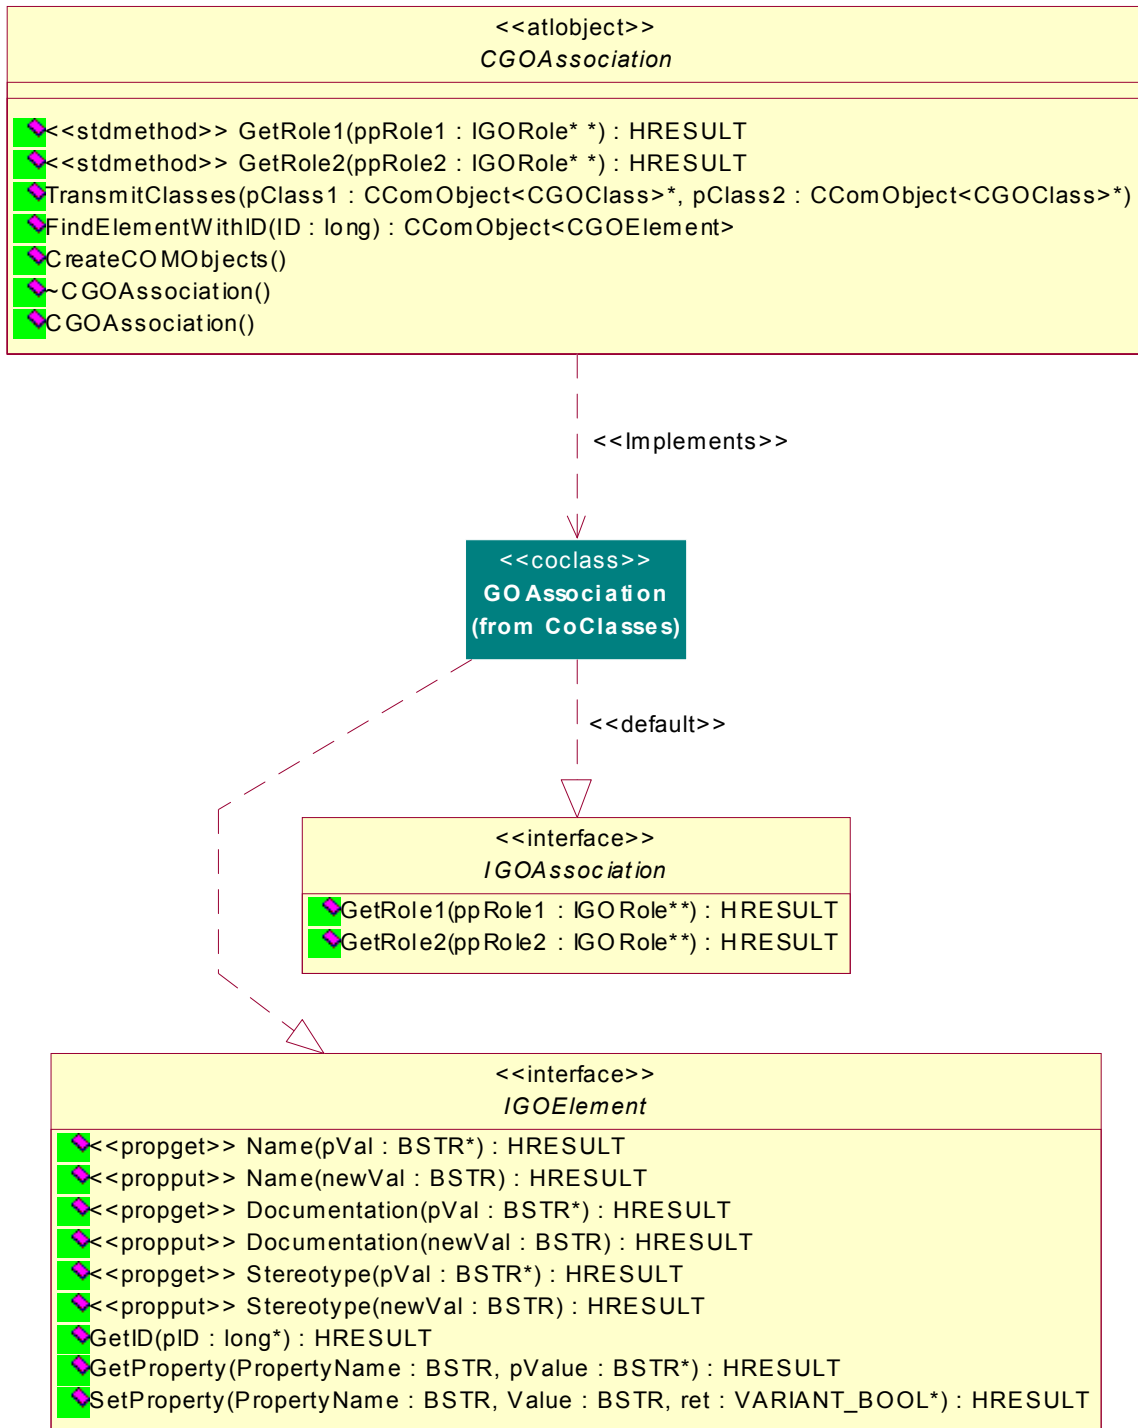 <<atlobject>>
CGOAssociation
<<stdmethod>> GetRole1(ppRole1 : IGORole* *) : HRESULT
<<stdmethod>> GetRole2(ppRole2 : IGORole* *) : HRESULT
TransmitClasses(pClass1 : CComObject<CGOClass>*, pClass2 : CComObject<CGOClass>*)
FindElementWithID(ID : long) : CComObject<CGOElement>
CreateCOMObjects()
~CGOAssociation()
CGOAssociation()
<<Implements>>
<<coclass>>
GOAssociation
(from CoClasses)
<<default>>
<<interface>>
IGOAssociation
GetRole1(ppRole1 : IGORole**) : HRESULT
GetRole2(ppRole2 : IGORole**) : HRESULT
<<interface>>
IGOElement
<<propget>> Name(pVal : BSTR*) : HRESULT
<<propput>> Name(newVal : BSTR) : HRESULT
<<propget>> Documentation(pVal : BSTR*) : HRESULT
<<propput>> Documentation(newVal : BSTR) : HRESULT
<<propget>> Stereotype(pVal : BSTR*) : HRESULT
<<propput>> Stereotype(newVal : BSTR) : HRESULT
GetID(pID : long*) : HRESULT
GetProperty(PropertyName : BSTR, pValue : BSTR*) : HRESULT
SetProperty(PropertyName : BSTR, Value : BSTR, ret : VARIANT_BOOL*) : HRESULT